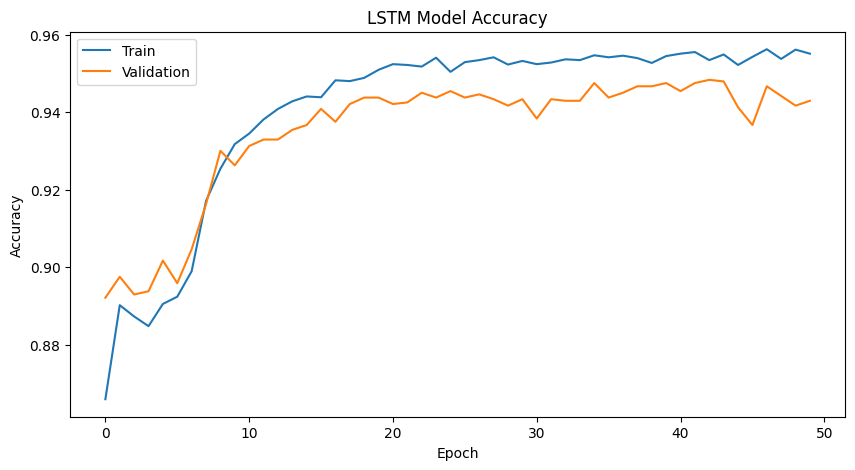 LSTM Model Accuracy
Train
Validation
0.96
0.94
0.92
0.90
0.88
Accuracy
0 10 20 30 40 50
Epoch